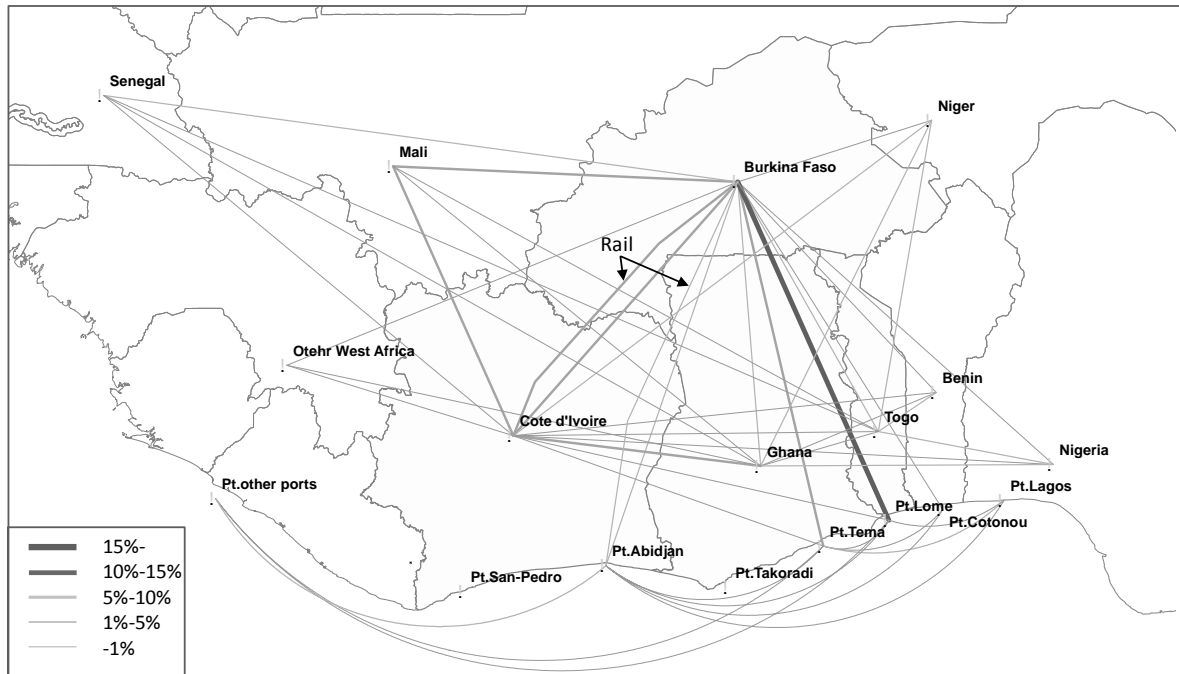 Senegal
Niger
Mali
Burkina Faso
Rail
Otehr West Africa
Benin
Cote d'Ivoire
Togo
Ghana
Nigeria
Pt.other ports
Pt.Lagos
Pt.Lome
Pt.Cotonou
Pt.Tema
Pt.Abidjan
Pt.Takoradi
Pt.San-Pedro
15%-
10%-15%
5%-10%
1%-5%
-1%